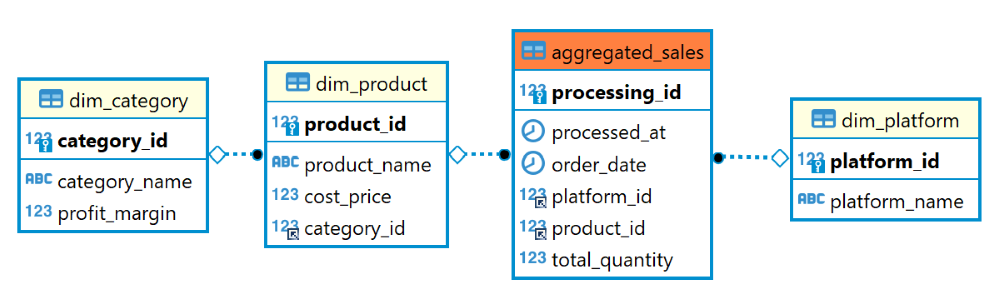 dim_category
123 category_id
ABC category_name
123 profit_margin
dim_product
123 product_id
ABC product_name
123 cost_price
123 category_id
aggregated_sales
123 processing_id
processed_at
order_date
123 platform_id
123 product_id
123 total_quantity
dim_platform
123 platform_id
ABC platform_name